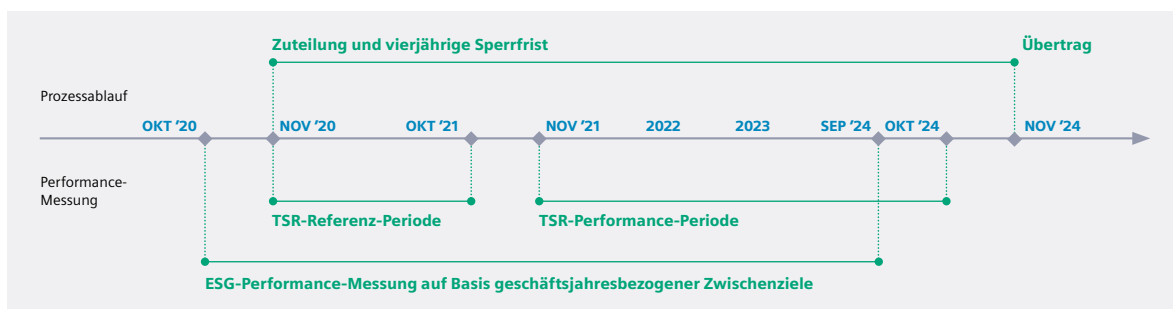 Zuteilung und vierjährige Sperrfrist
Übertrag
Prozessablauf
OKT ’20
NOV ’20
OKT ’21
NOV ’21
2022
2023
SEP ’24
OKT ’24
NOV ’24
Performance-
Messung
TSR-Referenz-Periode
TSR-Performance-Periode
ESG-Performance-Messung auf Basis geschäftsjahresbezogener Zwischenziele